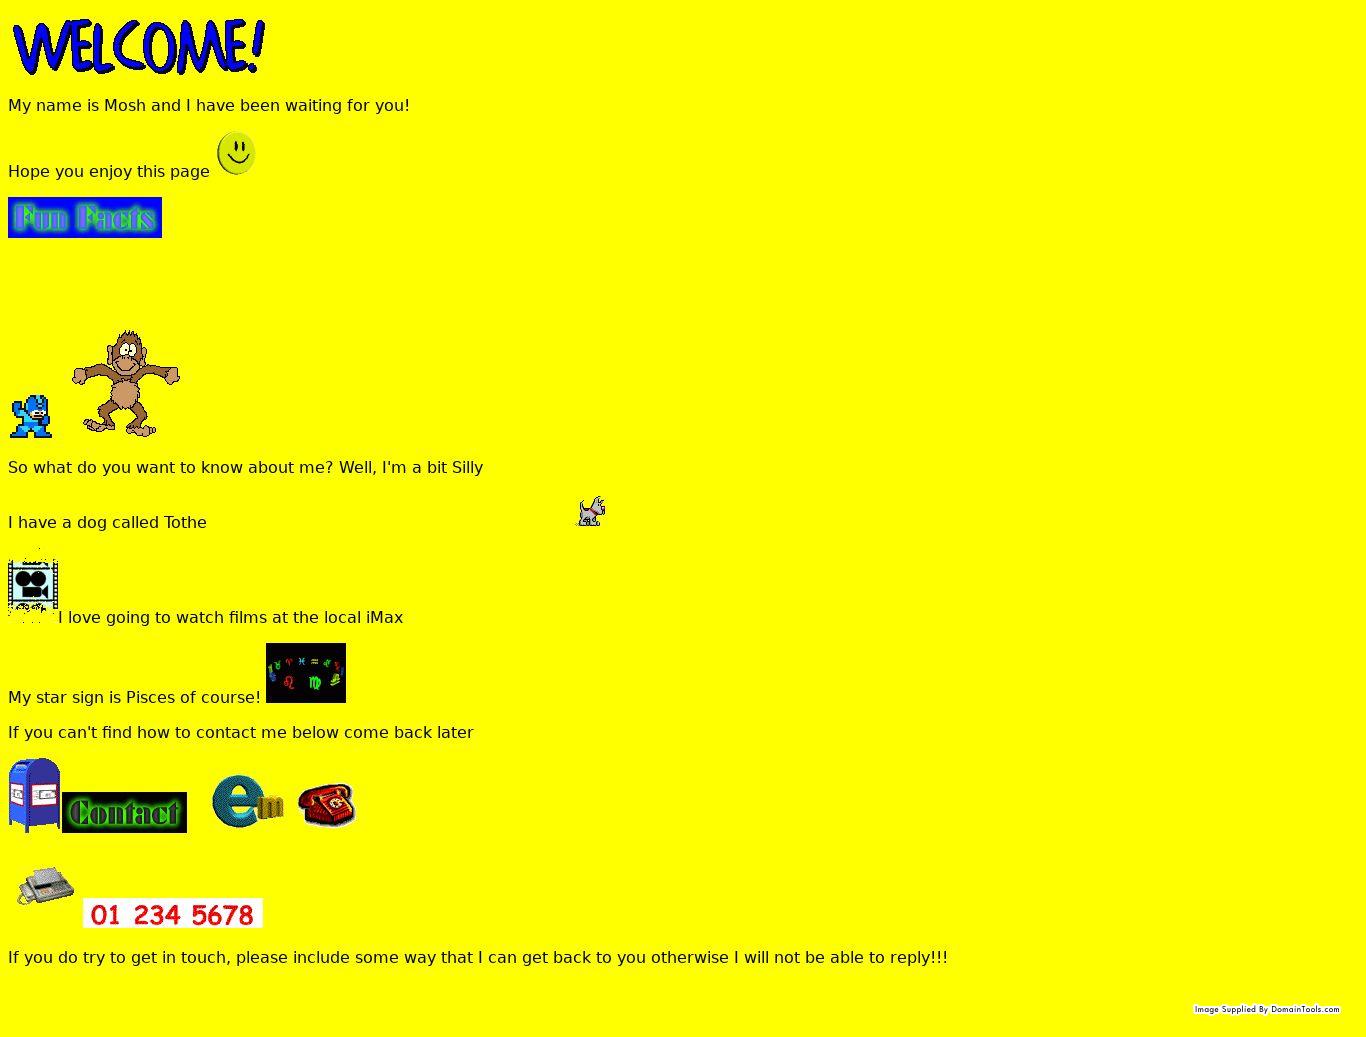 WELCOME!
My name is Mosh and I have been waiting for you!
Hope you enjoy this page
Fun Facts
So what do you want to know about me? Well, I'm a bit Silly
I have a dog called Tothe
I love going to watch films at the local iMax
My star sign is Pisces of course!
If you can't find how to contact me below come back later
Contact em
01 234 5678
If you do try to get in touch, please include some way that I can get back to you otherwise I will not be able to reply!!!
Image Supplied By DomainTools.com